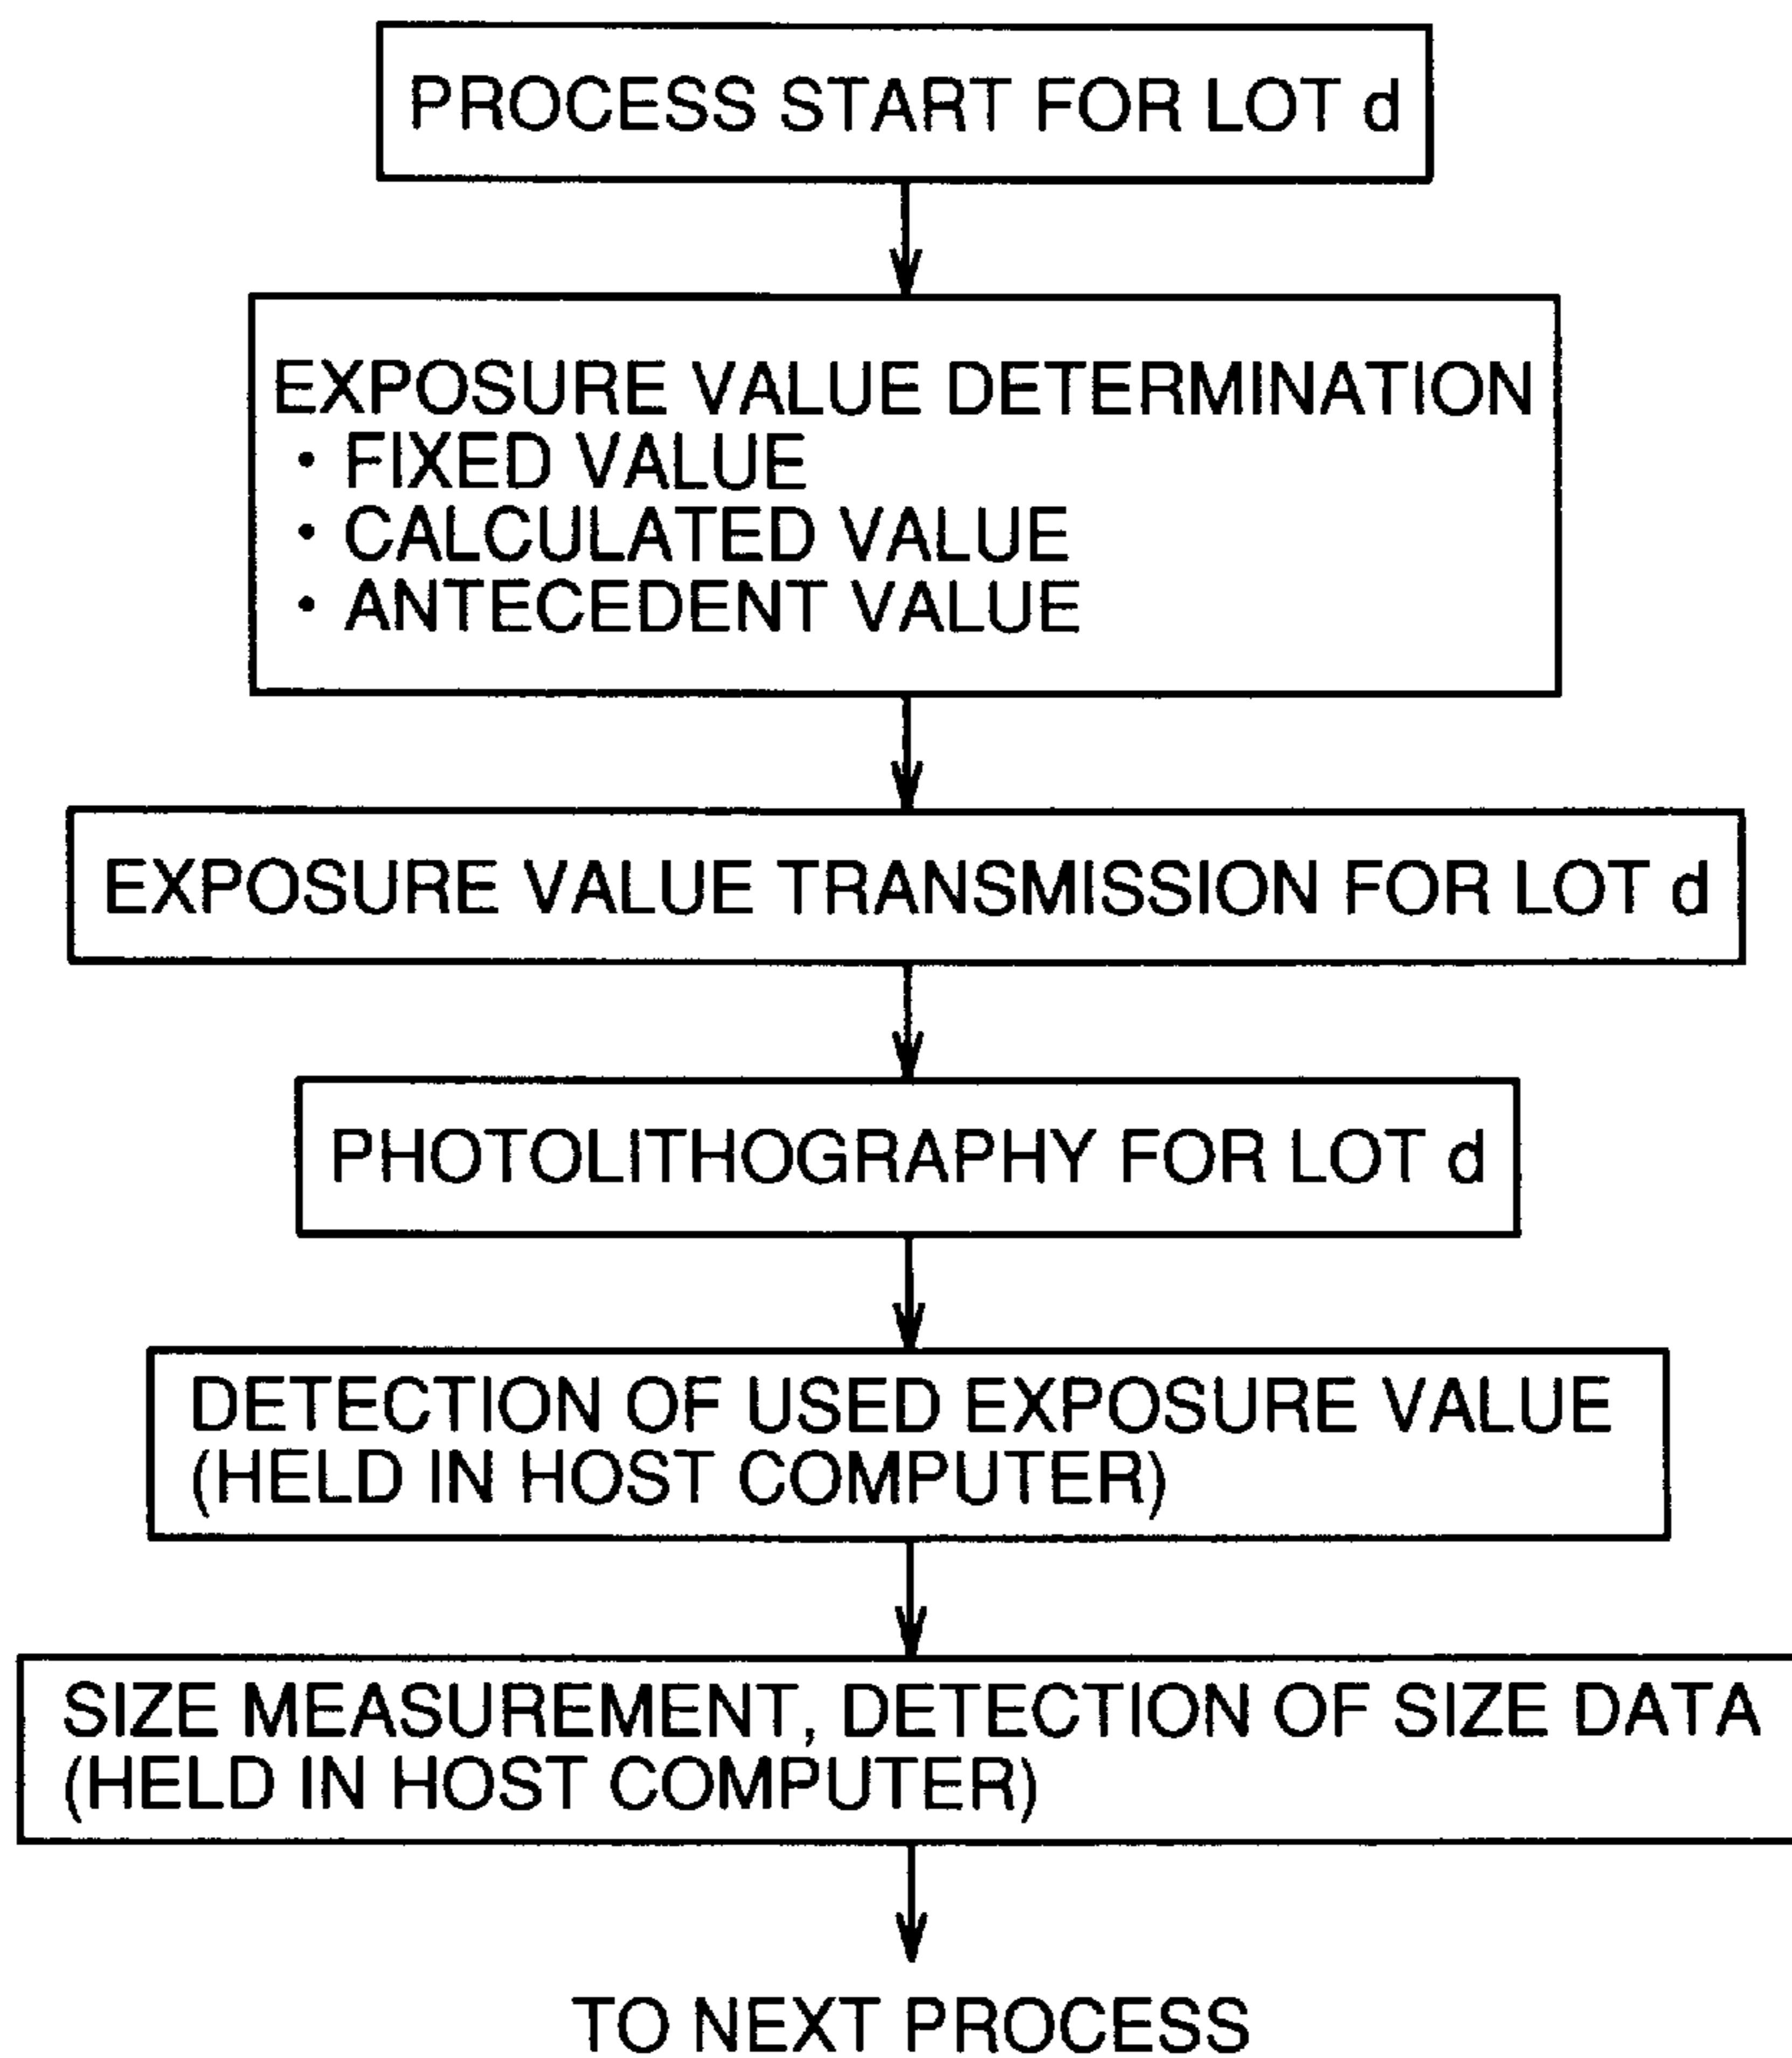 PROCESS START FOR LOT d
EXPOSURE VALUE DETERMINATION
• FIXED VALUE
• CALCULATED VALUE
• ANTECEDENT VALUE
EXPOSURE VALUE TRANSMISSION FOR LOT d
PHOTOLITHOGRAPHY FOR LOT d
DETECTION OF USED EXPOSURE VALUE
(HELD IN HOST COMPUTER)
SIZE MEASUREMENT, DETECTION OF SIZE DATA
(HELD IN HOST COMPUTER)
TO NEXT PROCESS